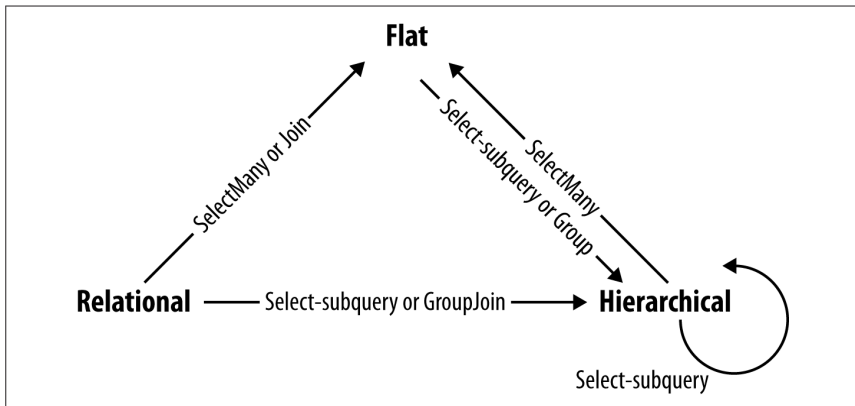 Flat
SelectMany or Join
Select-subquery or Group
SelectMany
Relational
Select-subquery or GroupJoin
Hierarchical
Select-subquery